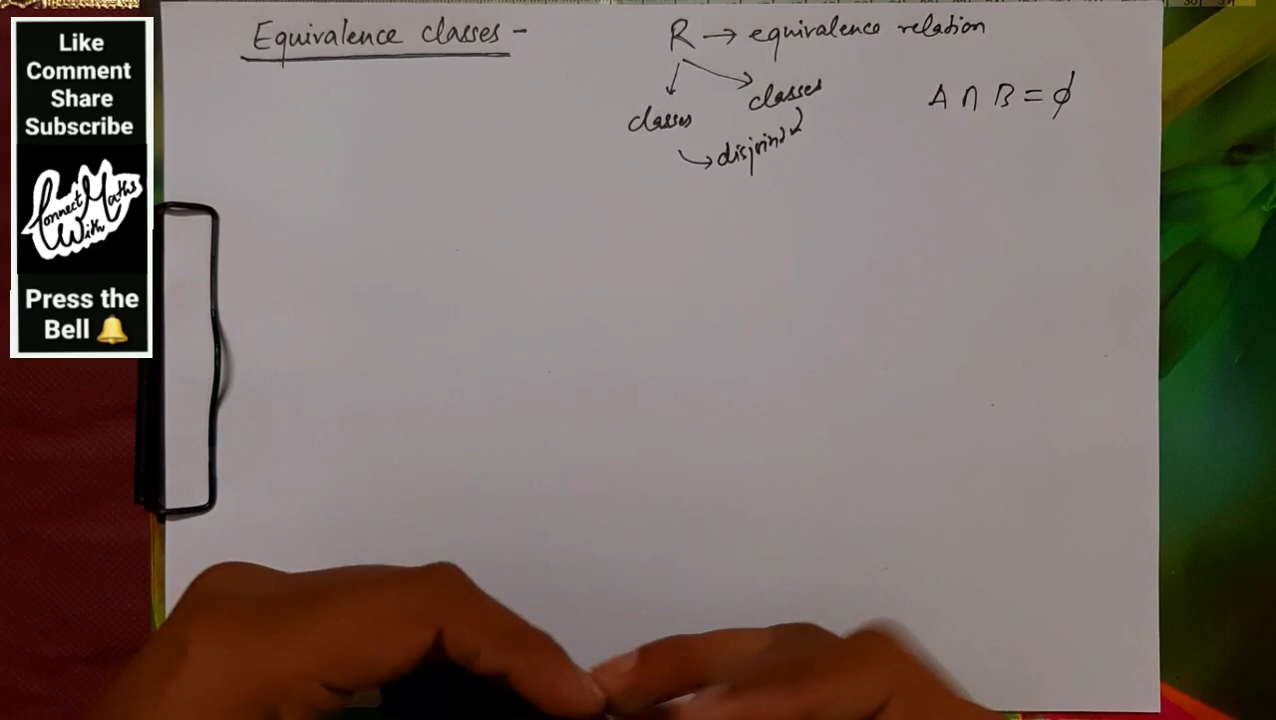 Like
Comment
Share
Subscribe
Connect
With Maths
Press the
Bell 🔔
Equivalence classes -
R → equivalence relation
classes
classes
disjoint
A ∩ B = ϕ